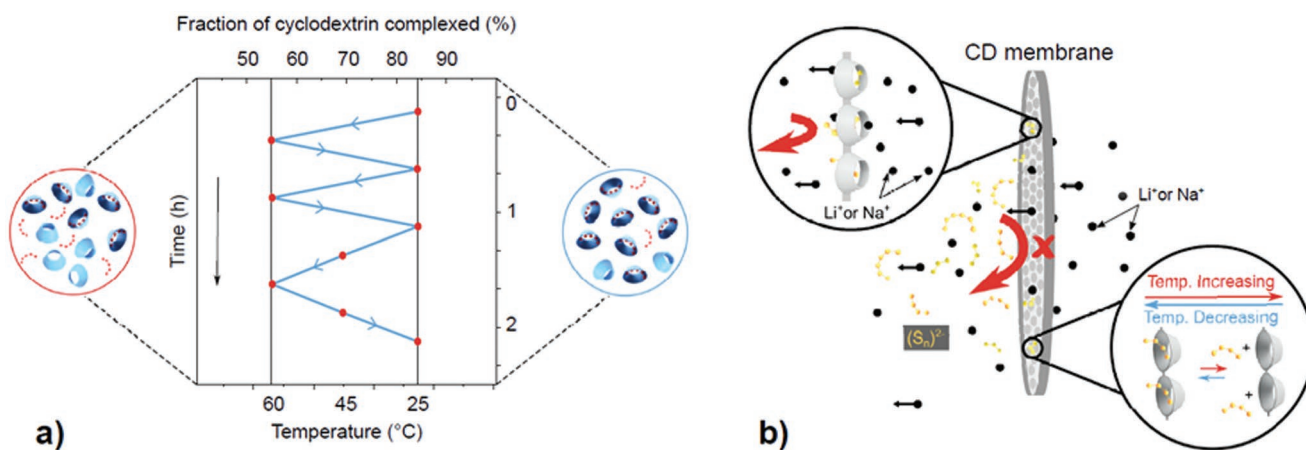 Fraction of cyclodextrin complexed (%)
50 60 70 80 90
0
1
2
Time (h)
60 45 25
Temperature (°C)
a)
CD membrane
Li⁺or Na⁺
Li⁺or Na⁺
(Sₙ)²⁻
Temp. Increasing
Temp. Decreasing
+
+
b)